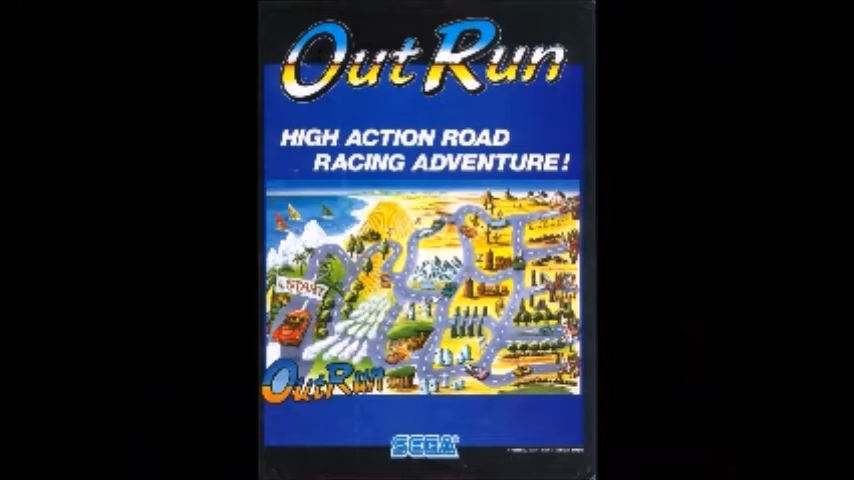 OutRun
HIGH ACTION ROAD
RACING ADVENTURE!
START
OutRun
SEGA